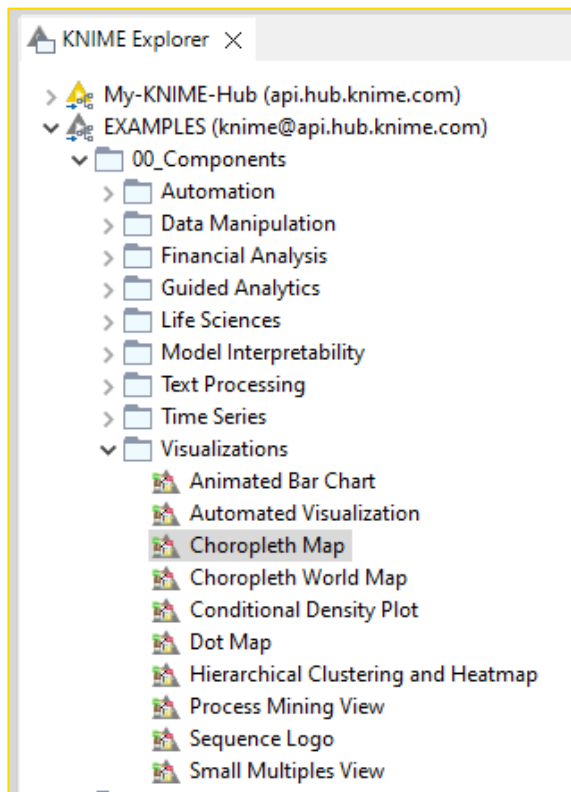 KNIME Explorer
My-KNIME-Hub (api.hub.knime.com)
EXAMPLES (knime@api.hub.knime.com)
00_Components
Automation
Data Manipulation
Financial Analysis
Guided Analytics
Life Sciences
Model Interpretability
Text Processing
Time Series
Visualizations
Animated Bar Chart
Automated Visualization
Choropleth Map
Choropleth World Map
Conditional Density Plot
Dot Map
Hierarchical Clustering and Heatmap
Process Mining View
Sequence Logo
Small Multiples View